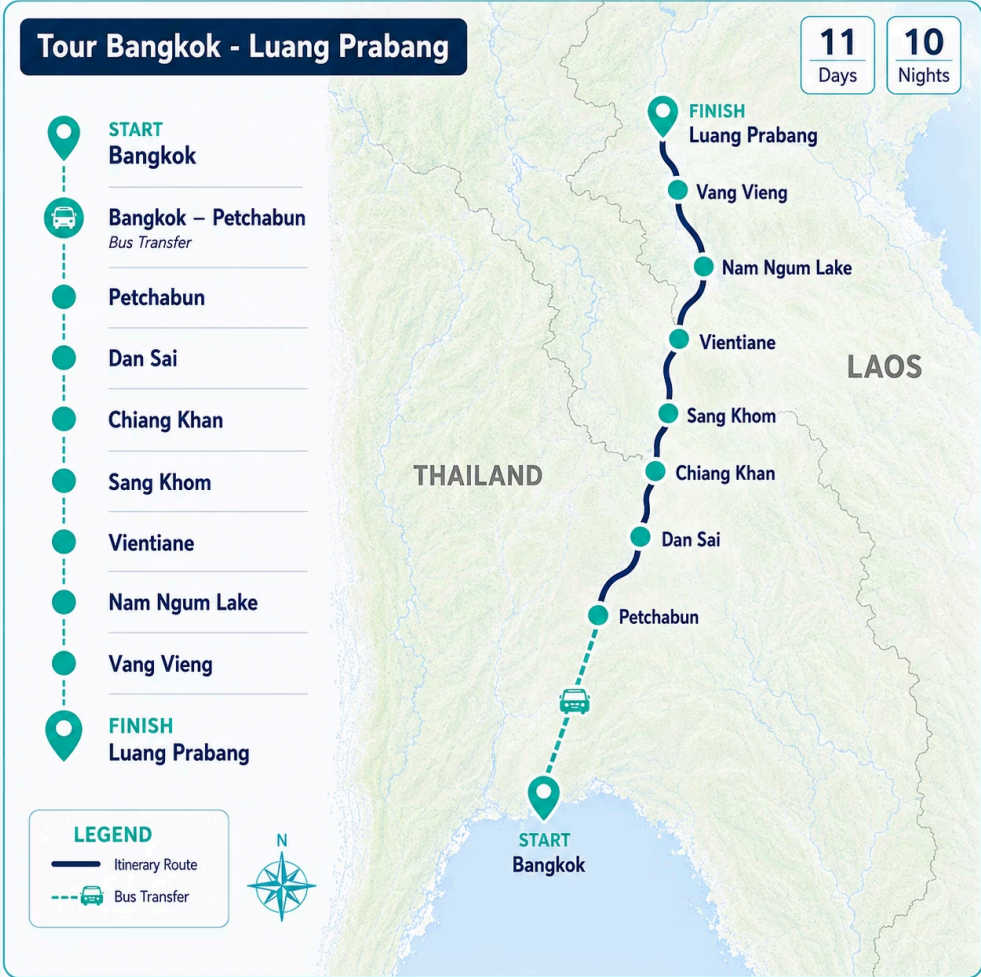 Tour Bangkok - Luang Prabang
11
Days
10
Nights
START
Bangkok
Bangkok – Petchabun
Bus Transfer
Petchabun
Dan Sai
Chiang Khan
Sang Khom
Vientiane
Nam Ngum Lake
Vang Vieng
FINISH
Luang Prabang
LEGEND
Itinerary Route
Bus Transfer
N
FINISH
Luang Prabang
Vang Vieng
Nam Ngum Lake
Vientiane
LAOS
Sang Khom
THAILAND
Chiang Khan
Dan Sai
Petchabun
START
Bangkok